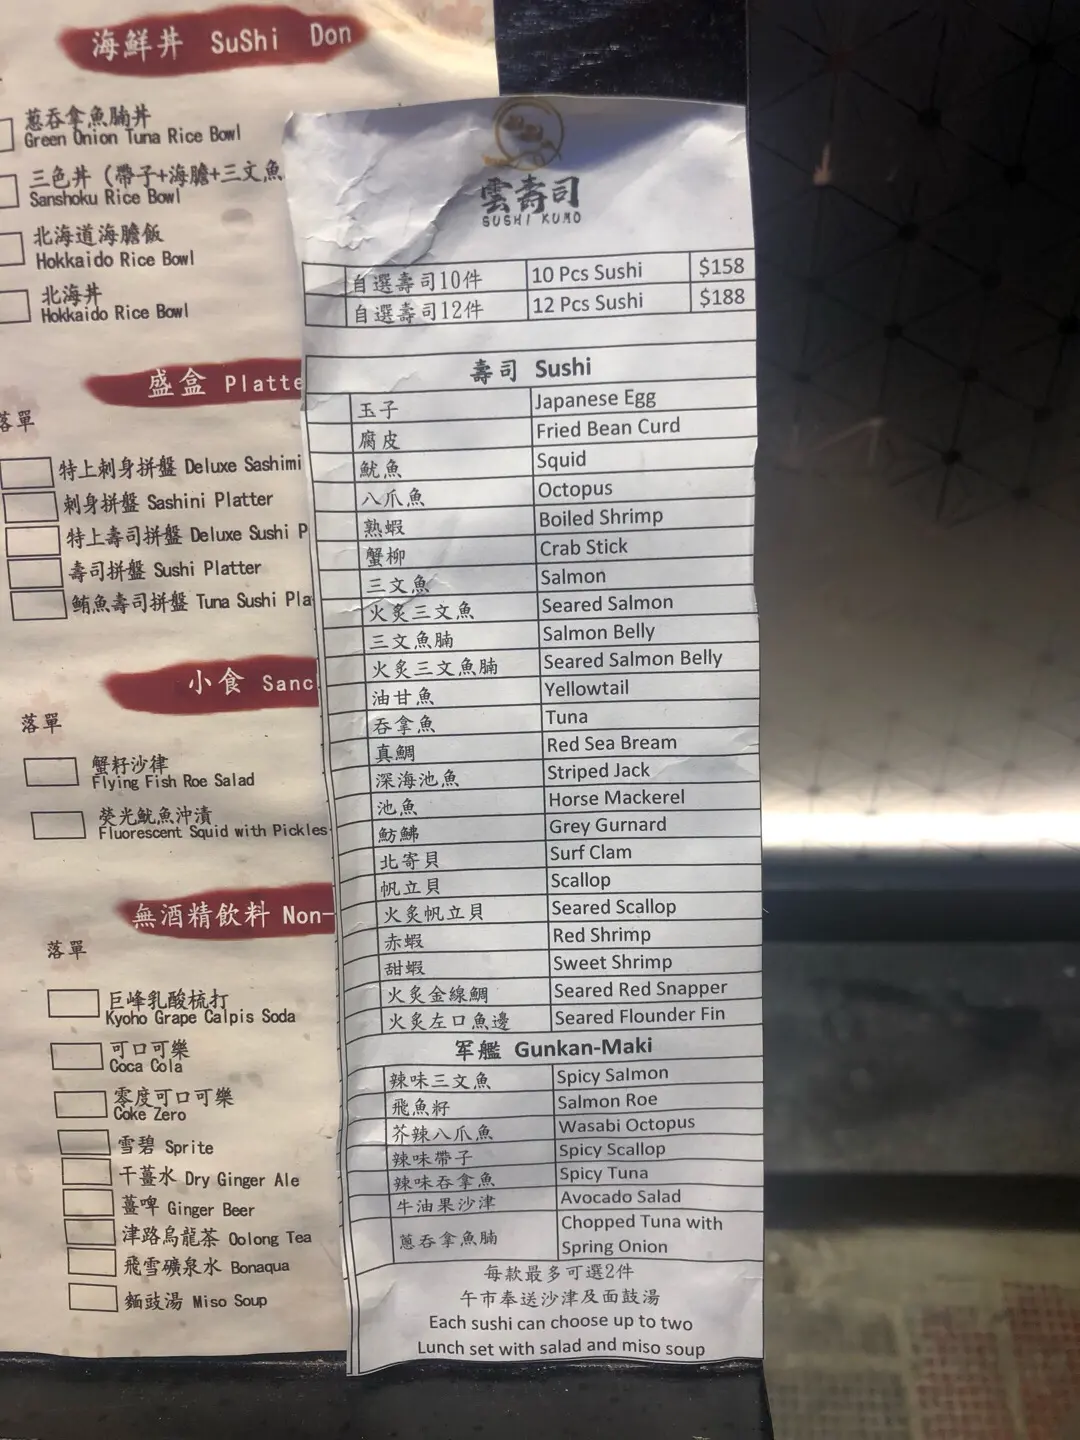 海鮮丼 SuShi Don
蔥吞拿魚腩丼
Green Onion Tuna Rice Bowl
三色丼 (帶子+海膽+三文魚
Sanshoku Rice Bowl
北海道海膽飯
Hokkaido Rice Bowl
北海丼
Hokkaido Rice Bowl
盛盒 Platte
落單
特上刺身拼盤 Deluxe Sashimi
刺身拼盤 Sashini Platter
特上壽司拼盤 Deluxe Sushi P
壽司拼盤 Sushi Platter
鮪魚壽司拼盤 Tuna Sushi Pla
小食 Sanc
落單
蟹籽沙律
Flying Fish Roe Salad
熒光魷魚沖漬
Fluorescent Squid with Pickles
無酒精飲料 Non-
落單
巨峰乳酸梳打
Kyoho Grape Calpis Soda
可口可樂
Coca Cola
零度可口可樂
Coke Zero
雪碧 Sprite
干薑水 Dry Ginger Ale
薑啤 Ginger Beer
津路烏龍茶 Oolong Tea
飛雪礦泉水 Bonaqua
麵豉湯 Miso Soup
雲壽司
SUSHI KUMO
自選壽司10件 10 Pcs Sushi $158
自選壽司12件 12 Pcs Sushi $188
壽司 Sushi
玉子 Japanese Egg
腐皮 Fried Bean Curd
魷魚 Squid
八爪魚 Octopus
熟蝦 Boiled Shrimp
蟹柳 Crab Stick
三文魚 Salmon
火炙三文魚 Seared Salmon
三文魚腩 Salmon Belly
火炙三文魚腩 Seared Salmon Belly
油甘魚 Yellowtail
吞拿魚 Tuna
真鯛 Red Sea Bream
深海池魚 Striped Jack
池魚 Horse Mackerel
魴鮄 Grey Gurnard
北寄貝 Surf Clam
帆立貝 Scallop
火炙帆立貝 Seared Scallop
赤蝦 Red Shrimp
甜蝦 Sweet Shrimp
火炙金線鯛 Seared Red Snapper
火炙左口魚邊 Seared Flounder Fin
军艦 Gunkan-Maki
辣味三文魚 Spicy Salmon
飛魚籽 Salmon Roe
芥辣八爪魚 Wasabi Octopus
辣味帶子 Spicy Scallop
辣味吞拿魚 Spicy Tuna
牛油果沙津 Avocado Salad
蔥吞拿魚腩 Chopped Tuna with
Spring Onion
每款最多可選2件
午市奉送沙津及面鼓湯
Each sushi can choose up to two
Lunch set with salad and miso soup